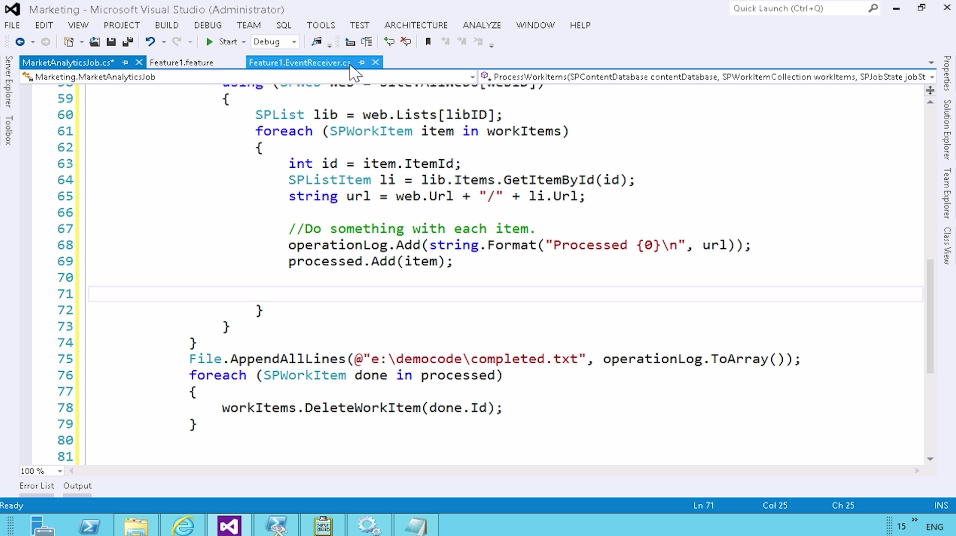 Marketing - Microsoft Visual Studio (Administrator)
Quick Launch (Ctrl+Q)
FILE EDIT VIEW PROJECT BUILD DEBUG TEAM SQL TOOLS TEST ARCHITECTURE ANALYZE WINDOW HELP
Start Debug
MarketAnalyticsJob.cs* Feature1.feature Feature1.EventReceiver.cs
Marketing.MarketAnalyticsJob ProcessWorkItems(SPContentDatabase contentDatabase, SPWorkItemCollection workItems, SPJobState jobSt
Server Explorer
Toolbox
Properties
Solution Explorer
Team Explorer
Class View
58 using (SPWeb web = site.AllWebs[webID])
59 {
60 SPList lib = web.Lists[libID];
61 foreach (SPWorkItem item in workItems)
62 {
63 int id = item.ItemId;
64 SPListItem li = lib.Items.GetItemById(id);
65 string url = web.Url + "/" + li.Url;
66
67 //Do something with each item.
68 operationLog.Add(string.Format("Processed {0}\n", url));
69 processed.Add(item);
70
71
72 }
73 }
74 }
75 File.AppendAllLines(@"e:\democode\completed.txt", operationLog.ToArray());
76 foreach (SPWorkItem done in processed)
77 {
78 workItems.DeleteWorkItem(done.Id);
79 }
80
81
100 %
Error List Output
Ready Ln 71 Col 25 Ch 25 INS
15 ENG